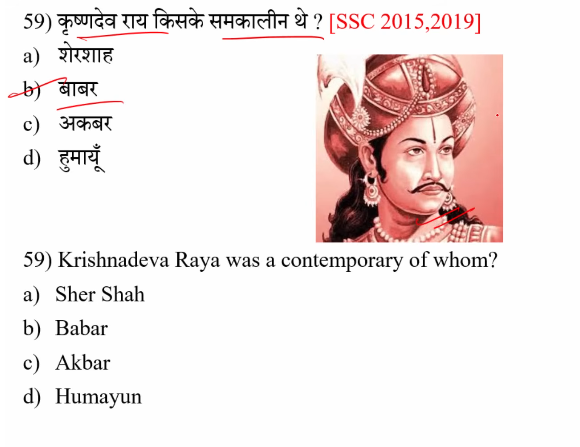 59) कृष्णदेव राय किसके समकालीन थे ? [SSC 2015,2019]
a) शेरशाह
b) बाबर
c) अकबर
d) हुमायूँ
59) Krishnadeva Raya was a contemporary of whom?
a) Sher Shah
b) Babar
c) Akbar
d) Humayun